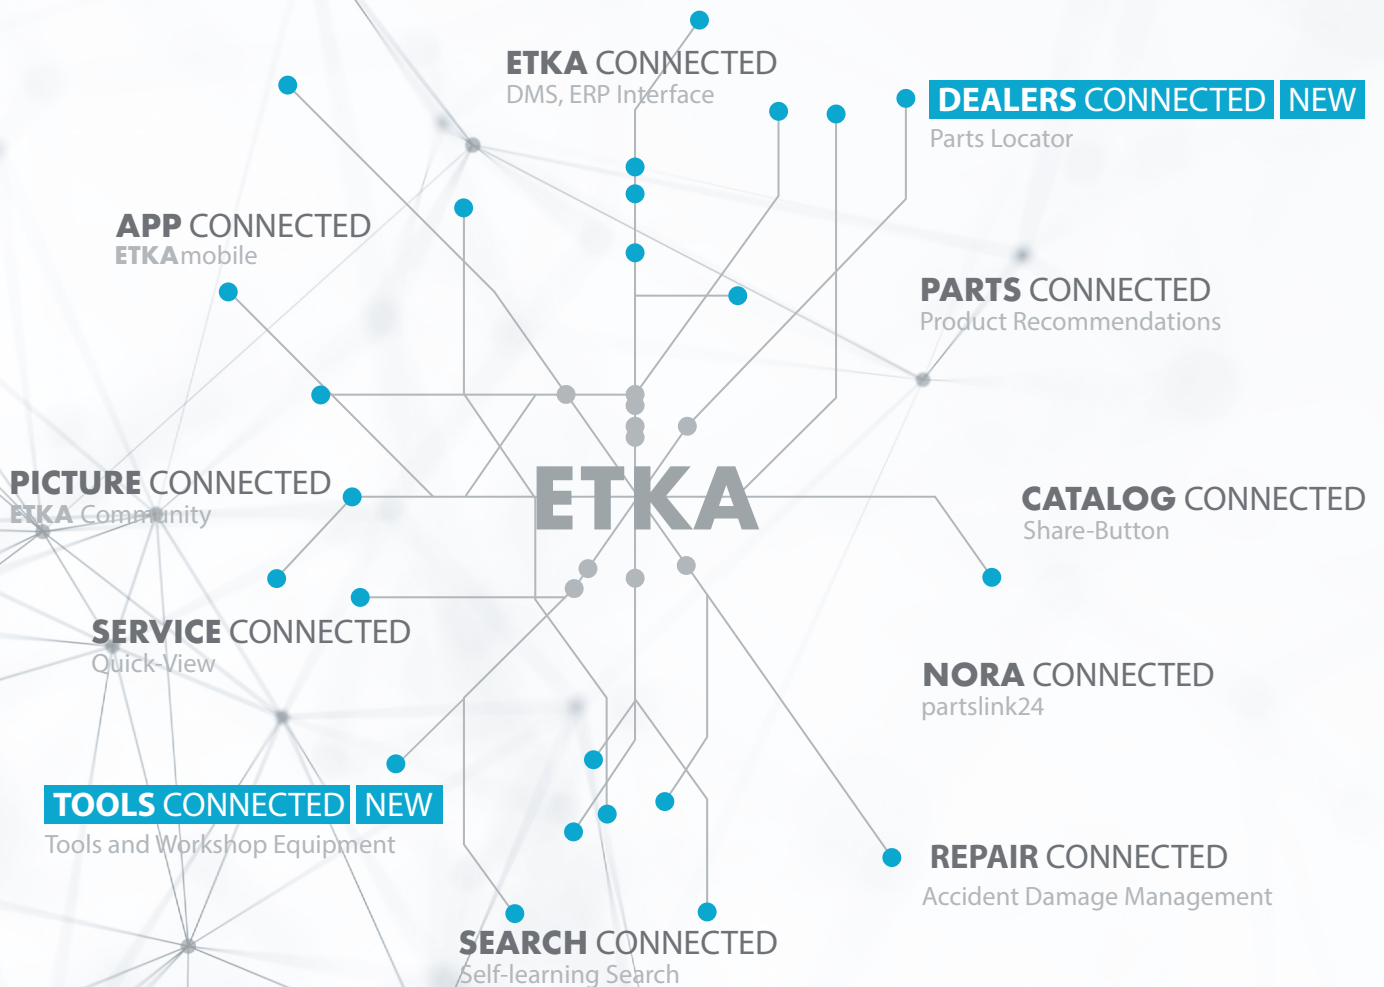 ETKA CONNECTED
DMS, ERP Interface
DEALERS CONNECTED NEW
Parts Locator
APP CONNECTED
ETKAmobile
PARTS CONNECTED
Product Recommendations
PICTURE CONNECTED
ETKA Community
ETKA
CATALOG CONNECTED
Share-Button
SERVICE CONNECTED
Quick-View
NORA CONNECTED
partslink24
TOOLS CONNECTED NEW
Tools and Workshop Equipment
REPAIR CONNECTED
Accident Damage Management
SEARCH CONNECTED
Self-learning Search